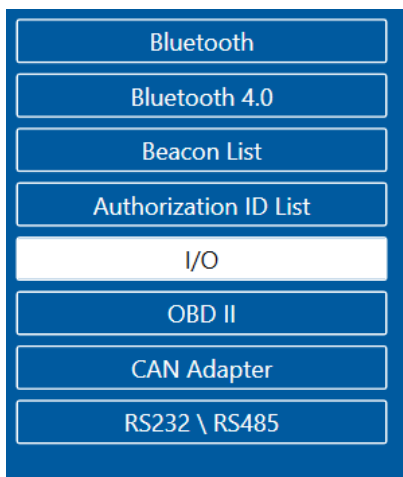 Bluetooth
Bluetooth 4.0
Beacon List
Authorization ID List
I/O
OBD II
CAN Adapter
RS232 \ RS485